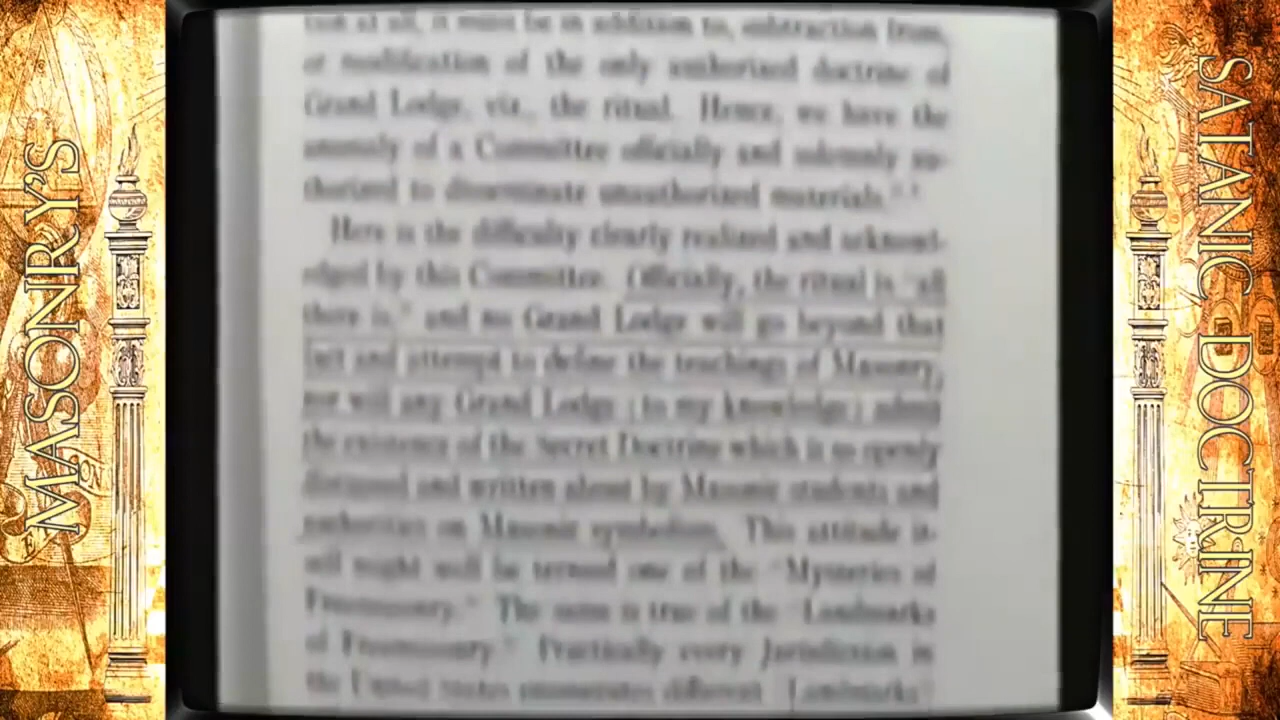 MASONRY'S
tion at all, it must be in addition to, subtraction from,
or modification of the only authorized doctrine of
Grand Lodge, viz., the ritual. Hence, we have the
anomaly of a Committee officially and solemnly au-
thorized to disseminate unauthorized materials."
Here is the difficulty clearly realized and acknowl-
edged by this Committee. Officially, the ritual is "all
there is," and no Grand Lodge will go beyond that
fact and attempt to define the teachings of Masonry,
nor will any Grand Lodge (to my knowledge) admit
the existence of the Secret Doctrine which is so openly
discussed and written about by Masonic students and
authorities on Masonic symbolism. This attitude it-
self might well be termed one of the "Mysteries of
Freemasonry." The same is true of the "Landmarks
of Freemasonry." Practically every Jurisdiction in
the United States enumerates different "Landmarks"
SATANIC DOCTRINE